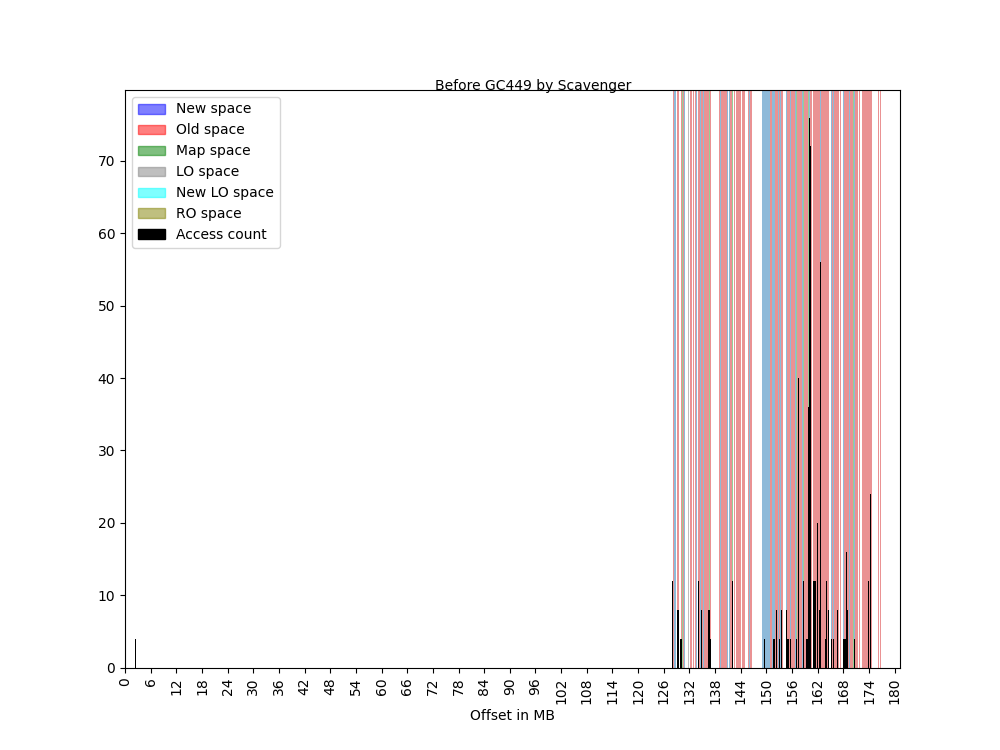 Before GC449 by Scavenger
New space
Old space
Map space
LO space
New LO space
RO space
Access count
70
60
50
40
30
20
10
0
0 6 12 18 24 30 36 42 48 54 60 66 72 78 84 90 96 102 108 114 120 126 132 138 144 150 156 162 168 174 180
Offset in MB